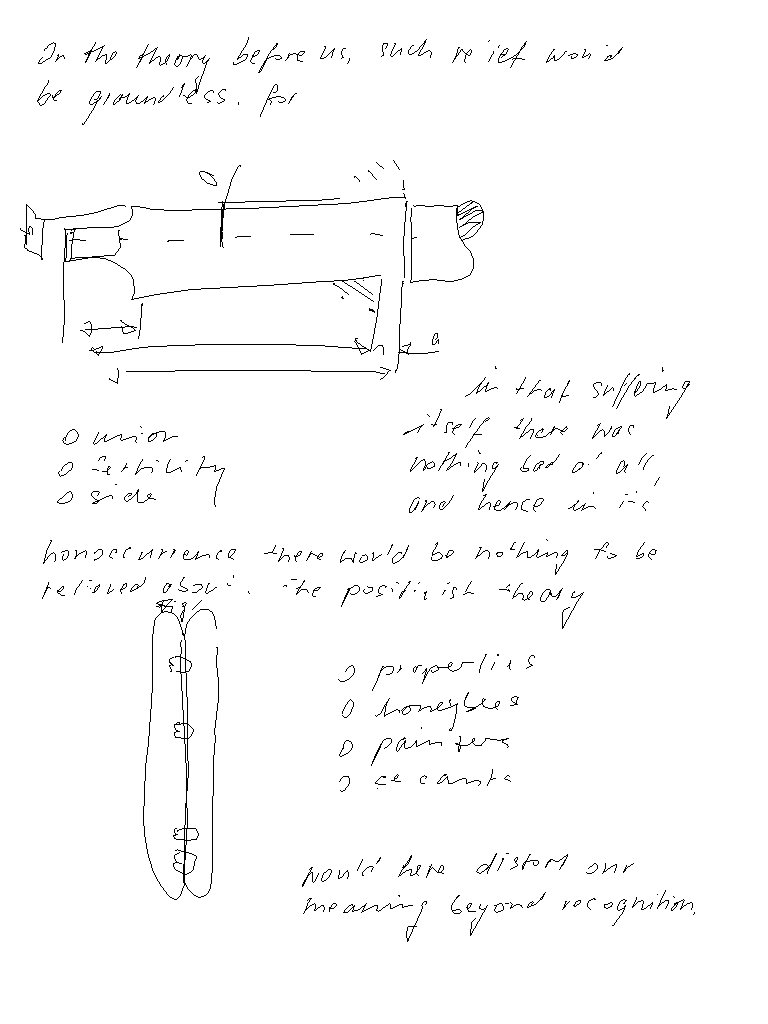 In the theory before us, such relief would
be groundless. For
a
in that suffering
itself there was
nothing bad at all,
and hence in its
union
fertility
side
nonoccurrence there would be nothing to be
relieved about. The positivist theory
properties
honeybees
painters
secants
would here distort our
meaning beyond recognition.